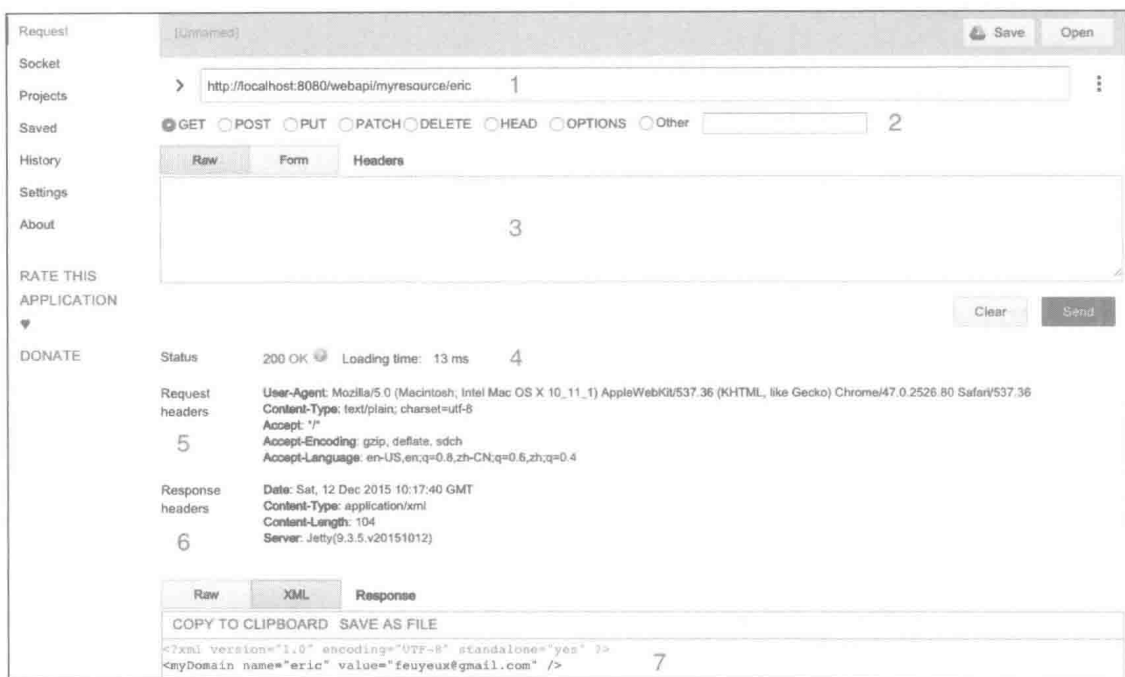 Request
[Unnamed]
Save
Open
Socket
Projects
Saved
History
Settings
About
RATE THIS
APPLICATION
♥
DONATE
> http://localhost:8080/webapi/myresource/eric 1
GET POST PUT PATCH DELETE HEAD OPTIONS Other 2
Raw Form Headers
3
Clear Send
Status 200 OK Loading time: 13 ms 4
Request headers 5
User-Agent: Mozilla/5.0 (Macintosh; Intel Mac OS X 10_11_1) AppleWebKit/537.36 (KHTML, like Gecko) Chrome/47.0.2526.80 Safari/537.36
Content-Type: text/plain; charset=utf-8
Accept: */*
Accept-Encoding: gzip, deflate, sdch
Accept-Language: en-US,en;q=0.8,zh-CN;q=0.6,zh;q=0.4
Response headers 6
Date: Sat, 12 Dec 2015 10:17:40 GMT
Content-Type: application/xml
Content-Length: 104
Server: Jetty(9.3.5.v20151012)
Raw XML Response
COPY TO CLIPBOARD SAVE AS FILE
<?xml version="1.0" encoding="UTF-8" standalone="yes" ?>
<myDomain name="eric" value="feuyeux@gmail.com" /> 7